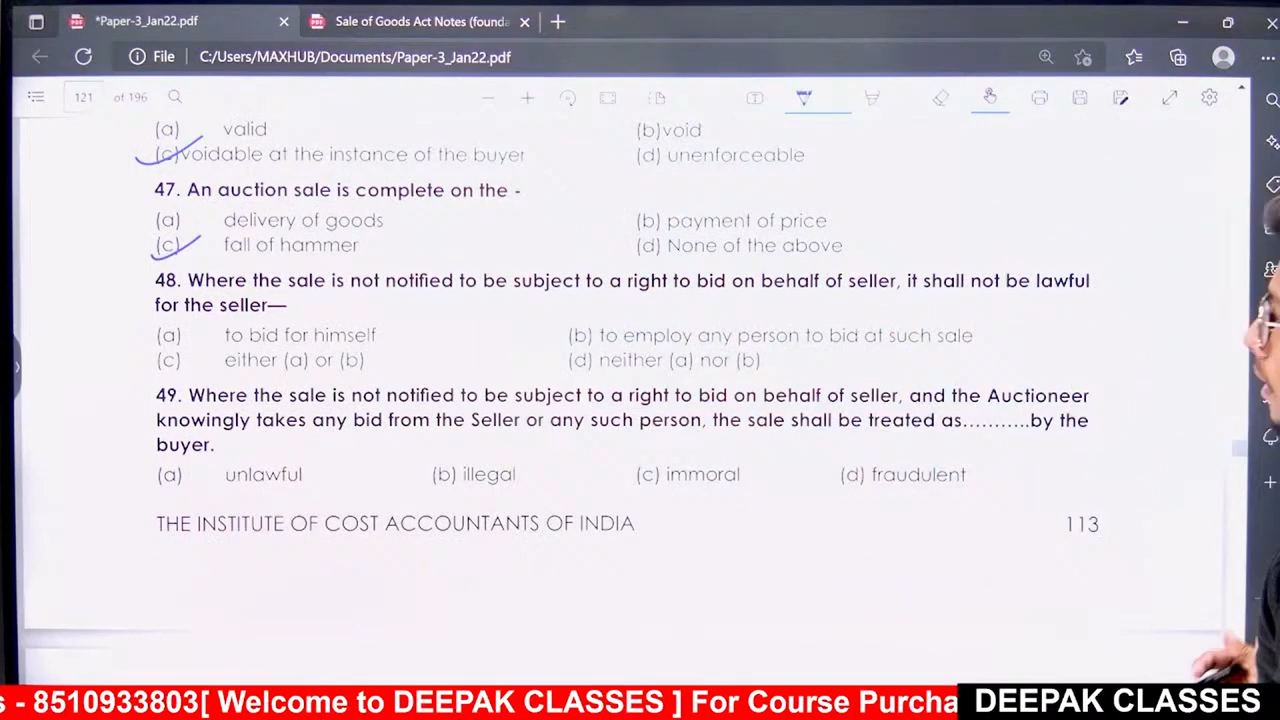 *Paper-3_Jan22.pdf
Sale of Goods Act Notes (founda
File C:/Users/MAXHUB/Documents/Paper-3_Jan22.pdf
121 of 196
(a) valid (b)void
(c)voidable at the instance of the buyer (d) unenforceable
47. An auction sale is complete on the -
(a) delivery of goods (b) payment of price
(c) fall of hammer (d) None of the above
48. Where the sale is not notified to be subject to a right to bid on behalf of seller, it shall not be lawful
for the seller—
(a) to bid for himself (b) to employ any person to bid at such sale
(c) either (a) or (b) (d) neither (a) nor (b)
49. Where the sale is not notified to be subject to a right to bid on behalf of seller, and the Auctioneer
knowingly takes any bid from the Seller or any such person, the sale shall be treated as...........by the
buyer.
(a) unlawful (b) illegal (c) immoral (d) fraudulent
THE INSTITUTE OF COST ACCOUNTANTS OF INDIA 113
s - 8510933803[ Welcome to DEEPAK CLASSES ] For Course Purcha
DEEPAK CLASSES